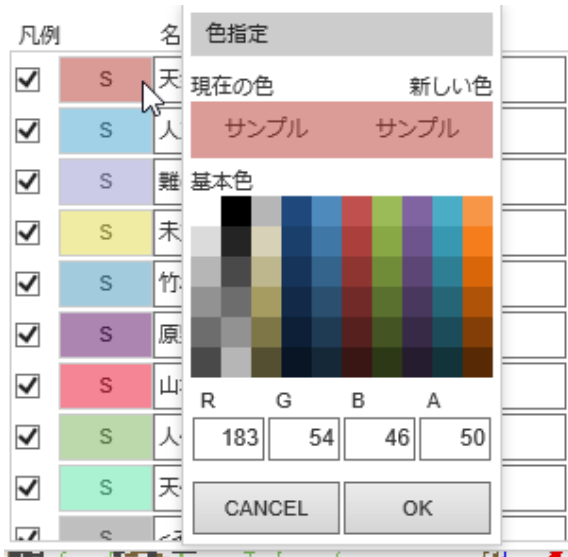 凡例
名
色指定
S
天
現在の色
新しい色
S
人
サンプル
サンプル
S
難
基本色
S
未
S
竹
S
原
S
山
R G B A
S
人
183 54 46 50
S
天
CANCEL OK
S